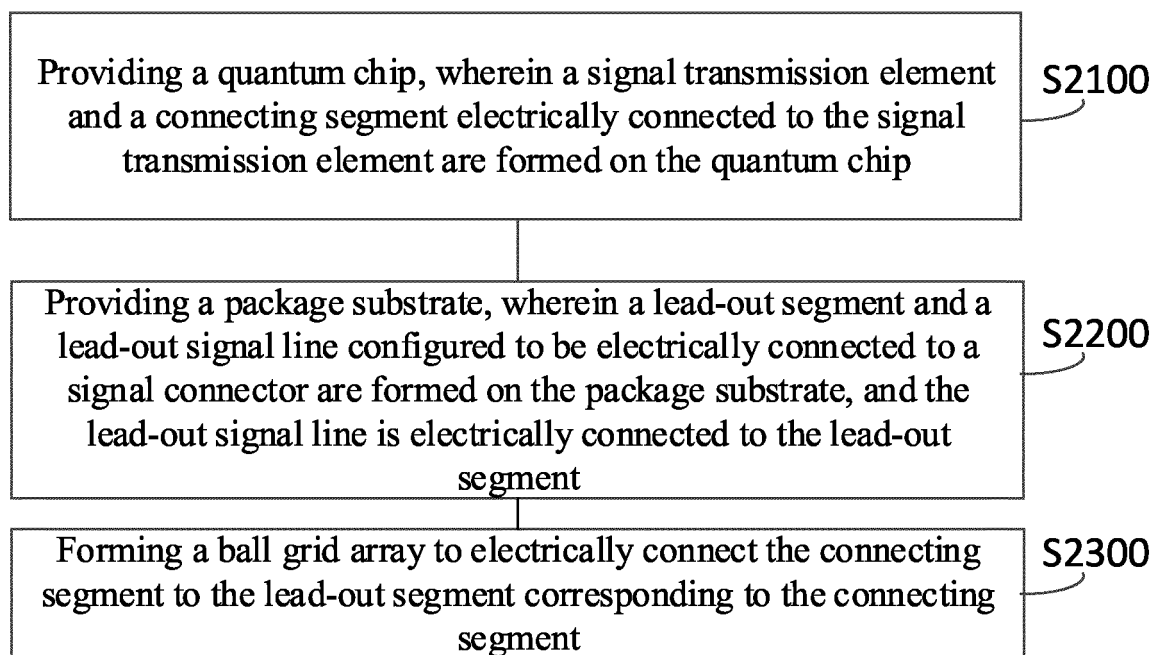 Providing a quantum chip, wherein a signal transmission element
and a connecting segment electrically connected to the signal
transmission element are formed on the quantum chip
S2100
Providing a package substrate, wherein a lead-out segment and a
lead-out signal line configured to be electrically connected to a
signal connector are formed on the package substrate, and the
lead-out signal line is electrically connected to the lead-out
segment
S2200
Forming a ball grid array to electrically connect the connecting
segment to the lead-out segment corresponding to the connecting
segment
S2300